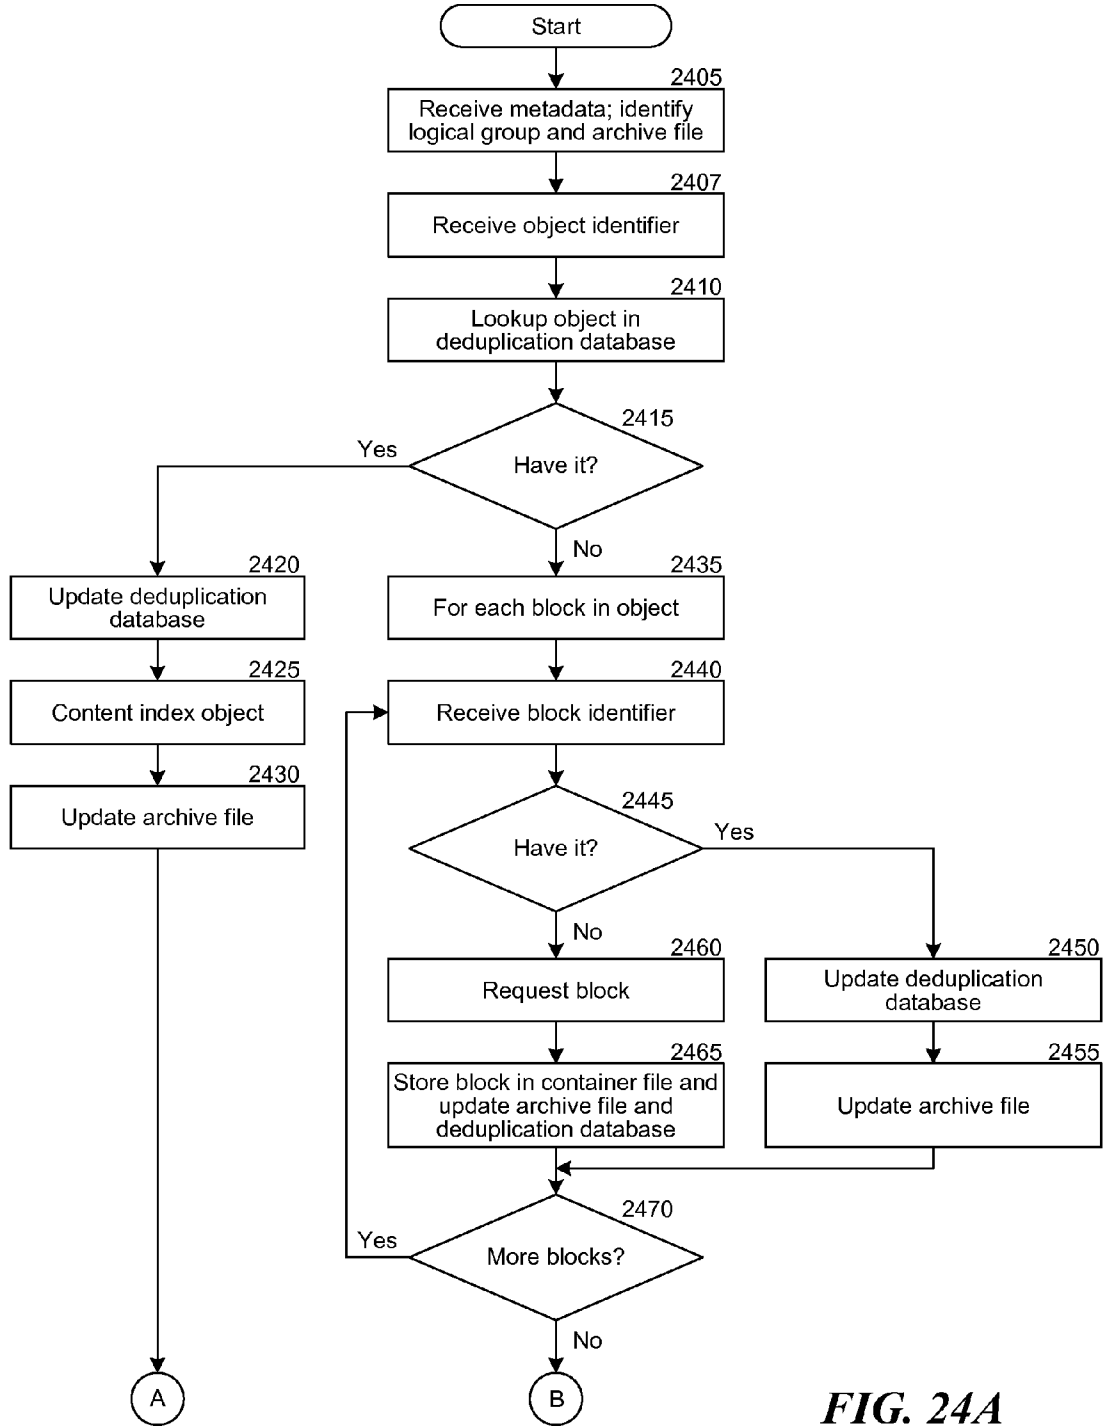 Start
2405
Receive metadata; identify
logical group and archive file
2407
Receive object identifier
2410
Lookup object in
deduplication database
2415
Have it?
Yes
No
2420
Update deduplication
database
2425
Content index object
2430
Update archive file
2435
For each block in object
2440
Receive block identifier
2445
Have it?
Yes
No
2460
Request block
2450
Update deduplication
database
2465
Store block in container file and
update archive file and
deduplication database
2455
Update archive file
2470
More blocks?
Yes
No
A
B
FIG. 24A